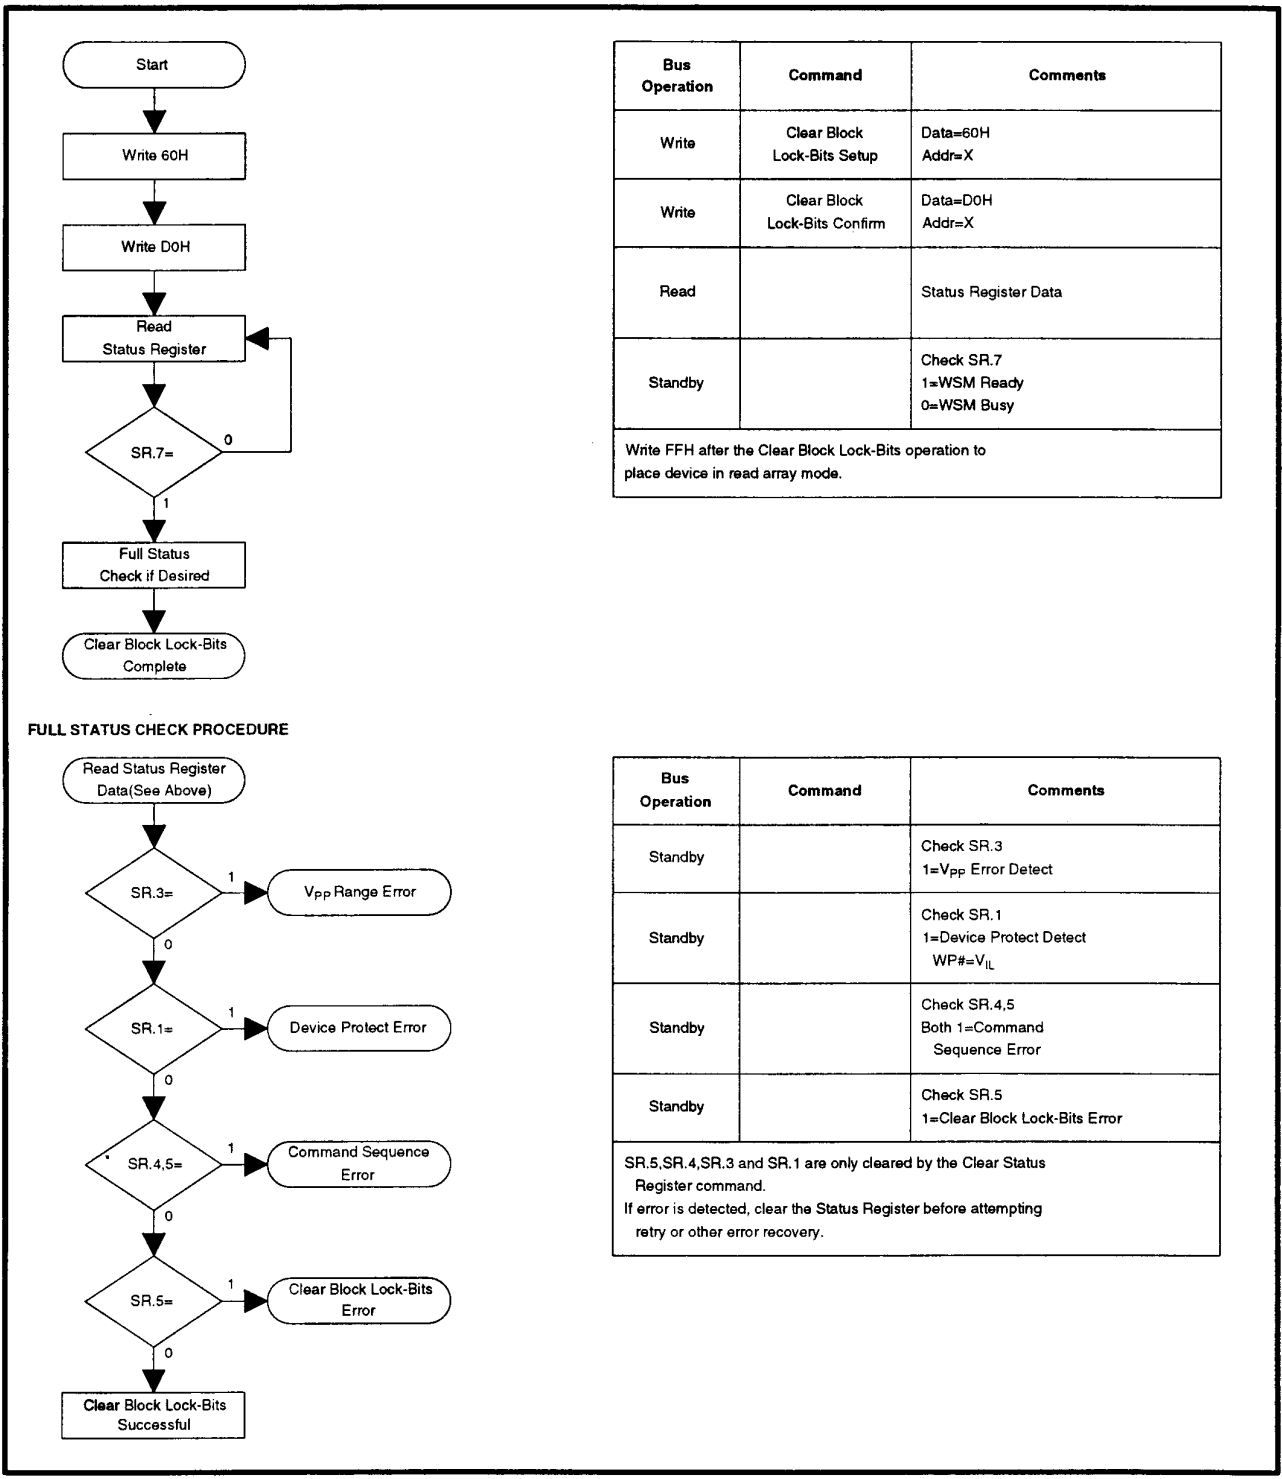 Start
Write 60H
Write D0H
Read
Status Register
SR.7=
0
1
Full Status
Check if Desired
Clear Block Lock-Bits
Complete
Bus
Operation
Command
Comments
Write
Clear Block
Lock-Bits Setup
Data=60H
Addr=X
Write
Clear Block
Lock-Bits Confirm
Data=D0H
Addr=X
Read
Status Register Data
Standby
Check SR.7
1=WSM Ready
0=WSM Busy
Write FFH after the Clear Block Lock-Bits operation to
place device in read array mode.
FULL STATUS CHECK PROCEDURE
Read Status Register
Data(See Above)
SR.3=
1
VPP Range Error
0
SR.1=
1
Device Protect Error
0
SR.4,5=
1
Command Sequence
Error
0
SR.5=
1
Clear Block Lock-Bits
Error
0
Clear Block Lock-Bits
Successful
Bus
Operation
Command
Comments
Standby
Check SR.3
1=VPP Error Detect
Standby
Check SR.1
1=Device Protect Detect
WP#=VIL
Standby
Check SR.4,5
Both 1=Command
Sequence Error
Standby
Check SR.5
1=Clear Block Lock-Bits Error
SR.5,SR.4,SR.3 and SR.1 are only cleared by the Clear Status
Register command.
If error is detected, clear the Status Register before attempting
retry or other error recovery.